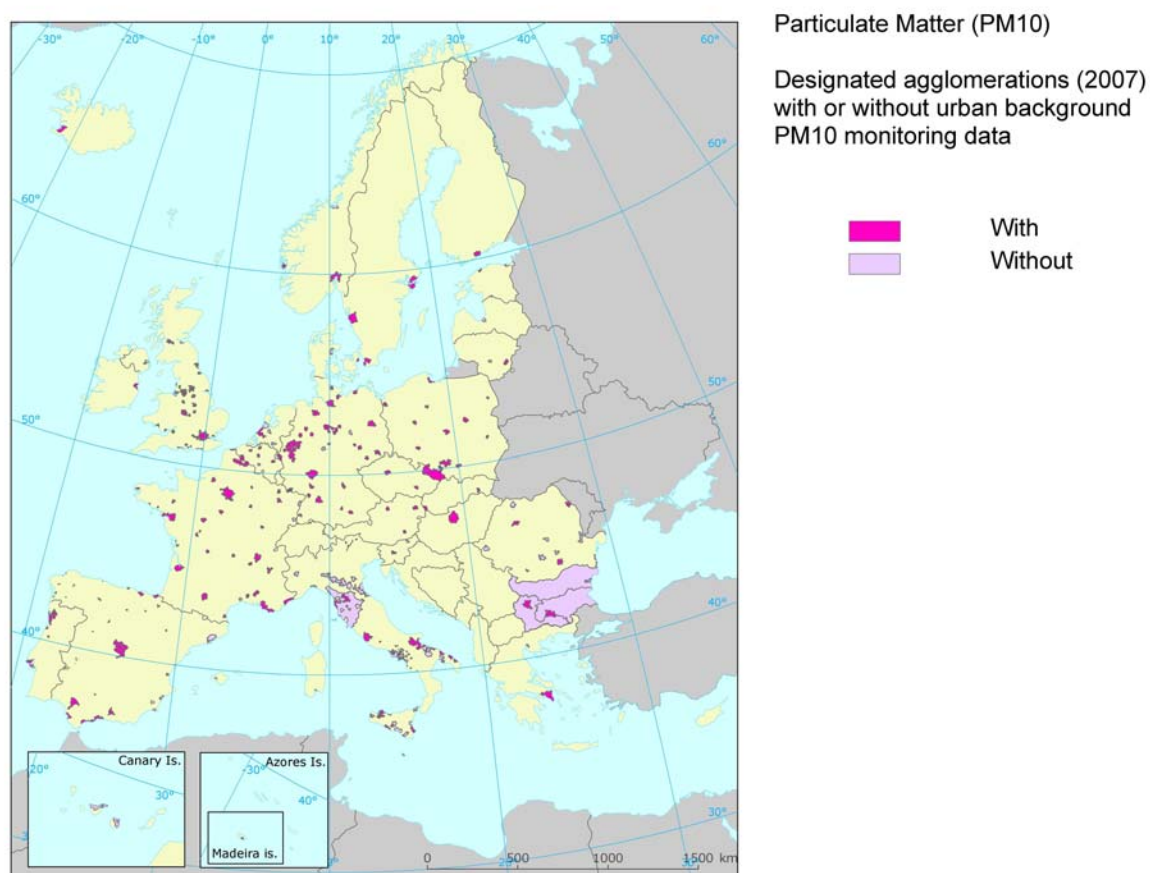 Particulate Matter (PM10)
Designated agglomerations (2007)
with or without urban background
PM10 monitoring data
With
Without
-30°
-20°
-10°
0°
10°
20°
30°
40°
50°
60°
60°
60°
50°
50°
40°
40°
30°
Canary Is.
20°
30°
Azores Is.
-30°
40°
Madeira is.
0 500 1000 1500 km
20°